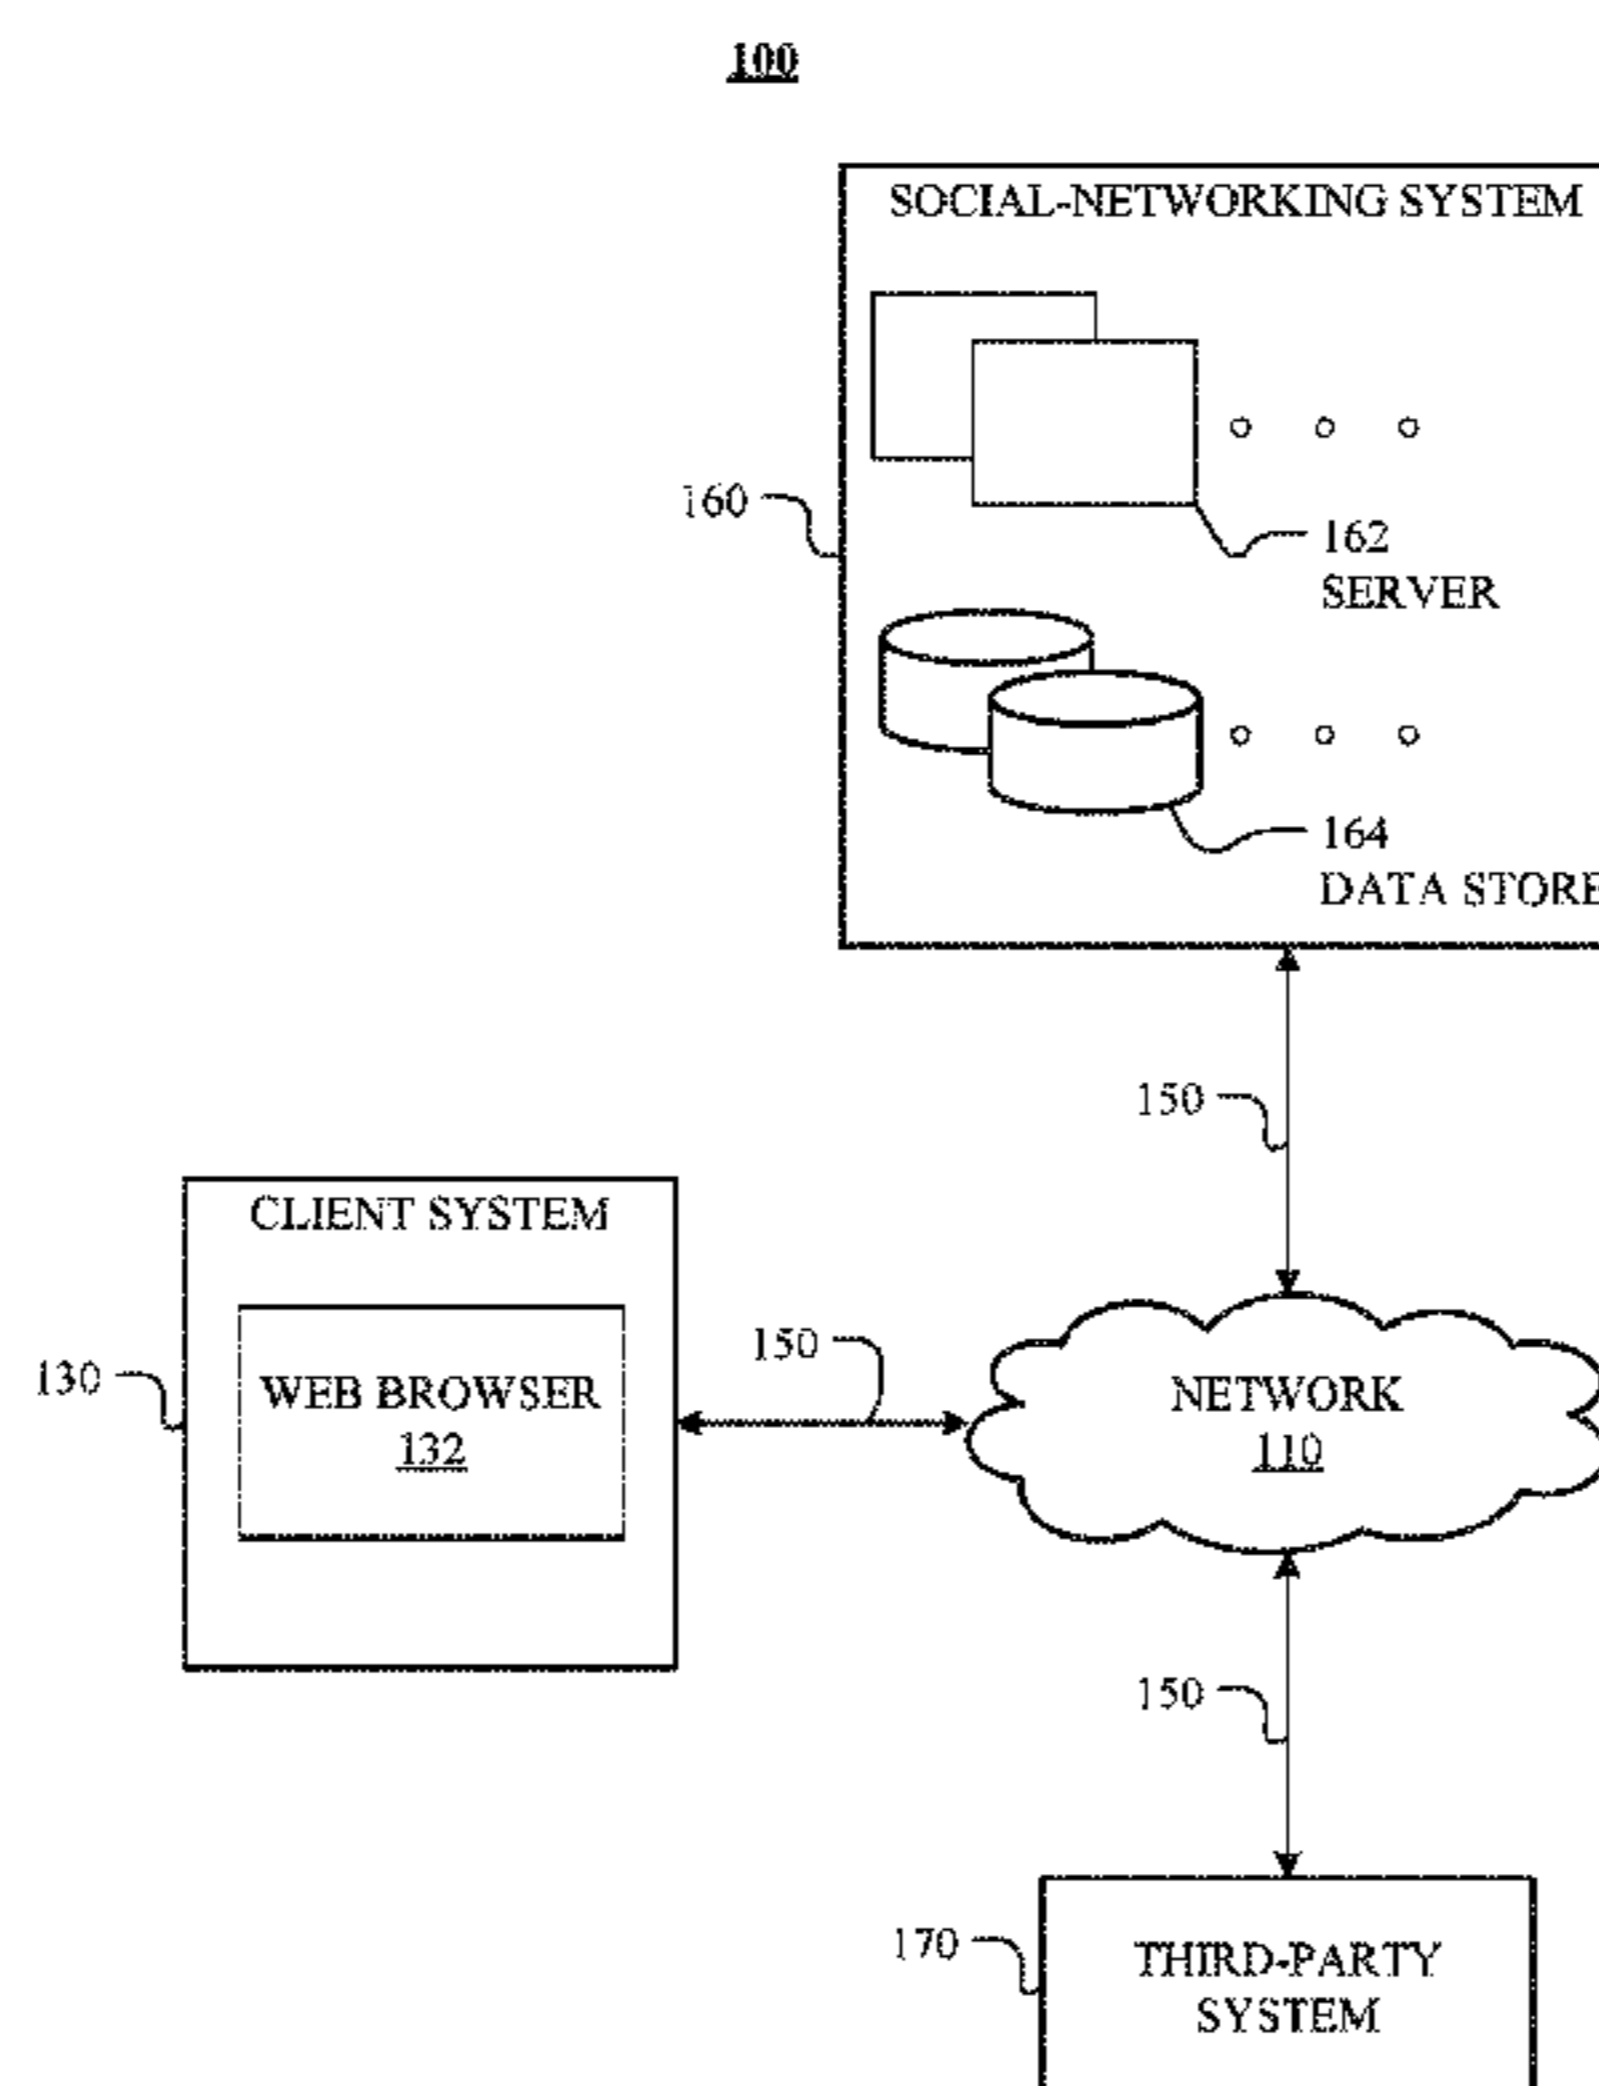 100
SOCIAL-NETWORKING SYSTEM
160
162
SERVER
164
DATA STORE
150
CLIENT SYSTEM
130
WEB BROWSER
132
150
NETWORK
110
150
170
THIRD-PARTY
SYSTEM